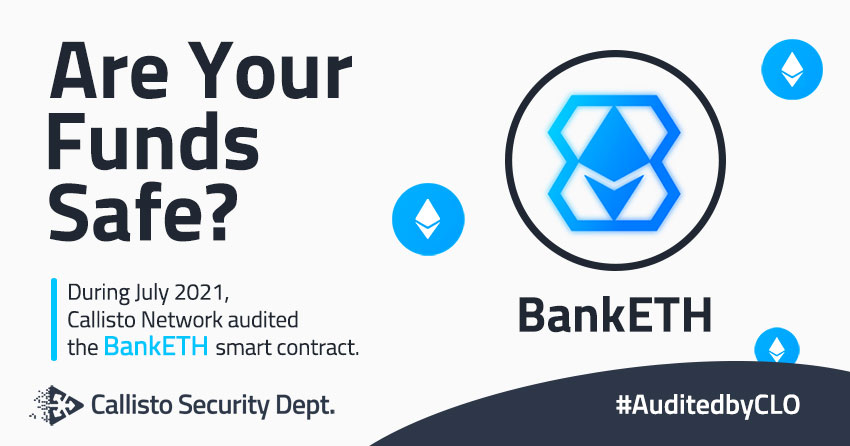 Are Your
Funds
Safe?
During July 2021,
Callisto Network audited
the BankETH smart contract.
BankETH
Callisto Security Dept.
#AuditedbyCLO